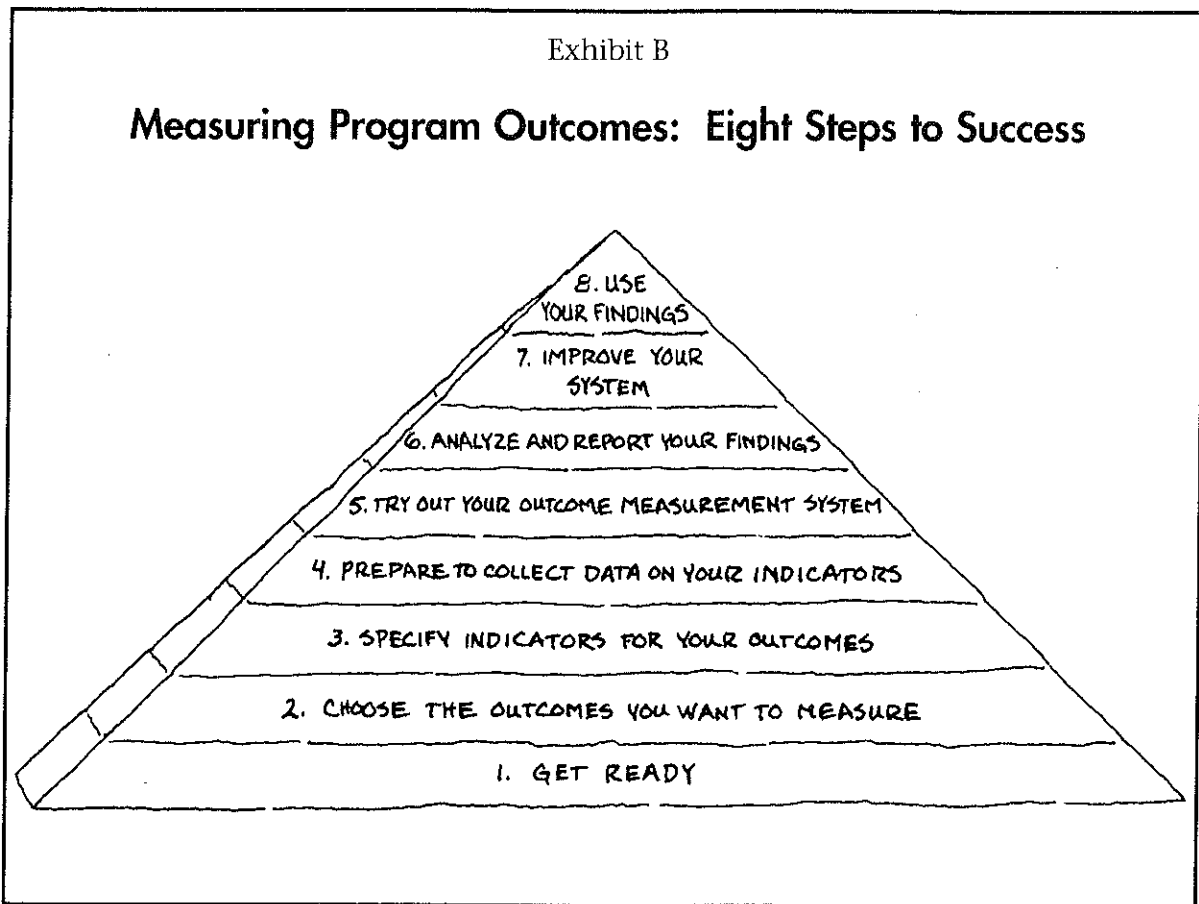 Exhibit B
Measuring Program Outcomes: Eight Steps to Success
8. USE
YOUR FINDINGS
7. IMPROVE YOUR
SYSTEM
6. ANALYZE AND REPORT YOUR FINDINGS
5. TRY OUT YOUR OUTCOME MEASUREMENT SYSTEM
4. PREPARE TO COLLECT DATA ON YOUR INDICATORS
3. SPECIFY INDICATORS FOR YOUR OUTCOMES
2. CHOOSE THE OUTCOMES YOU WANT TO MEASURE
1. GET READY